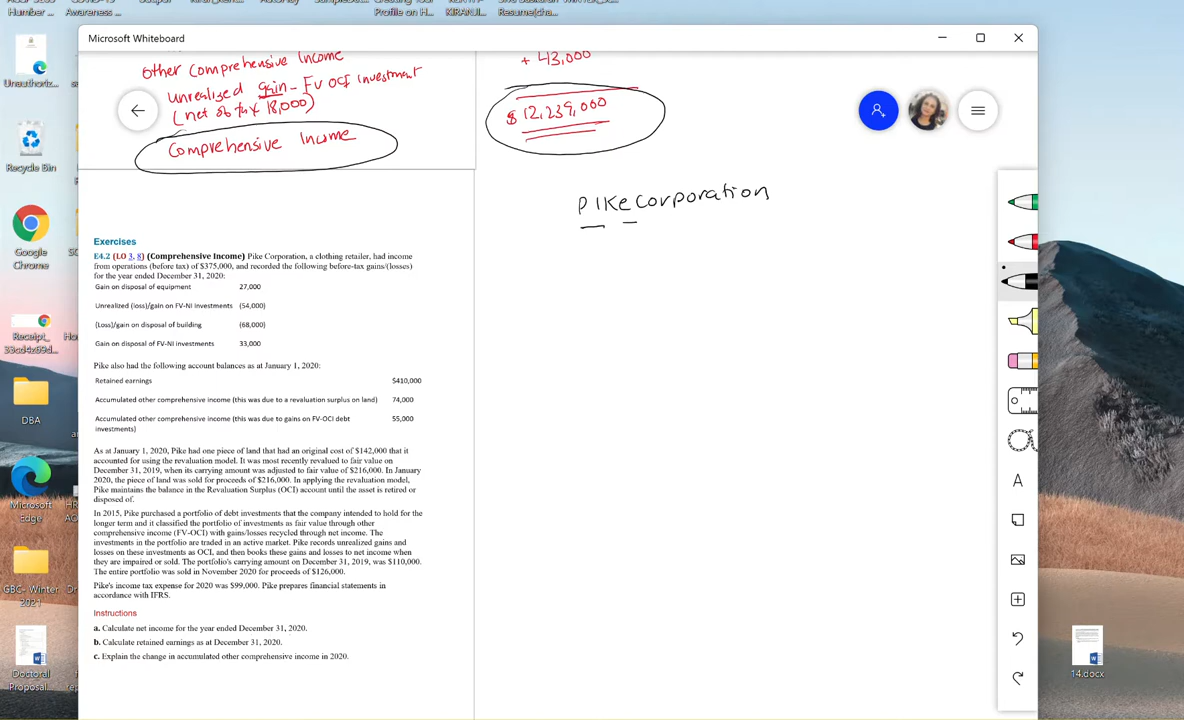 Humber ...
Awareness ...
Profile on H...
KIRANJI...
Resume(cha...
Microsoft Whiteboard
Unauthoriz...
Recycle Bin
Google
Chrome
Receipt_
33cd4z69d...
DBA
Microsoft
Edge
GBC- Winter
2021
Doctoral
Proposal...
14.docx
other comprehensive Income
unrealized gain - FV OCI investment
(net of tax 18,000)
Comprehensive Income
+ 43,000
$ 12,239,000
PIKe corporation
Exercises
E4.2 (LO 3, 8) (Comprehensive Income) Pike Corporation, a clothing retailer, had income
from operations (before tax) of $375,000, and recorded the following before-tax gains/(losses)
for the year ended December 31, 2020:
Gain on disposal of equipment 27,000
Unrealized (loss)/gain on FV-NI investments (54,000)
(Loss)/gain on disposal of building (68,000)
Gain on disposal of FV-NI investments 33,000
Pike also had the following account balances as at January 1, 2020:
Retained earnings $410,000
Accumulated other comprehensive income (this was due to a revaluation surplus on land) 74,000
Accumulated other comprehensive income (this was due to gains on FV-OCI debt 55,000
investments)
As at January 1, 2020, Pike had one piece of land that had an original cost of $142,000 that it
accounted for using the revaluation model. It was most recently revalued to fair value on
December 31, 2019, when its carrying amount was adjusted to fair value of $216,000. In January
2020, the piece of land was sold for proceeds of $216,000. In applying the revaluation model,
Pike maintains the balance in the Revaluation Surplus (OCI) account until the asset is retired or
disposed of.
In 2015, Pike purchased a portfolio of debt investments that the company intended to hold for the
longer term and it classified the portfolio of investments as fair value through other
comprehensive income (FV-OCI) with gains/losses recycled through net income. The
investments in the portfolio are traded in an active market. Pike records unrealized gains and
losses on these investments as OCI, and then books these gains and losses to net income when
they are impaired or sold. The portfolio's carrying amount on December 31, 2019, was $110,000.
The entire portfolio was sold in November 2020 for proceeds of $126,000.
Pike's income tax expense for 2020 was $99,000. Pike prepares financial statements in
accordance with IFRS.
Instructions
a. Calculate net income for the year ended December 31, 2020.
b. Calculate retained earnings as at December 31, 2020.
c. Explain the change in accumulated other comprehensive income in 2020.